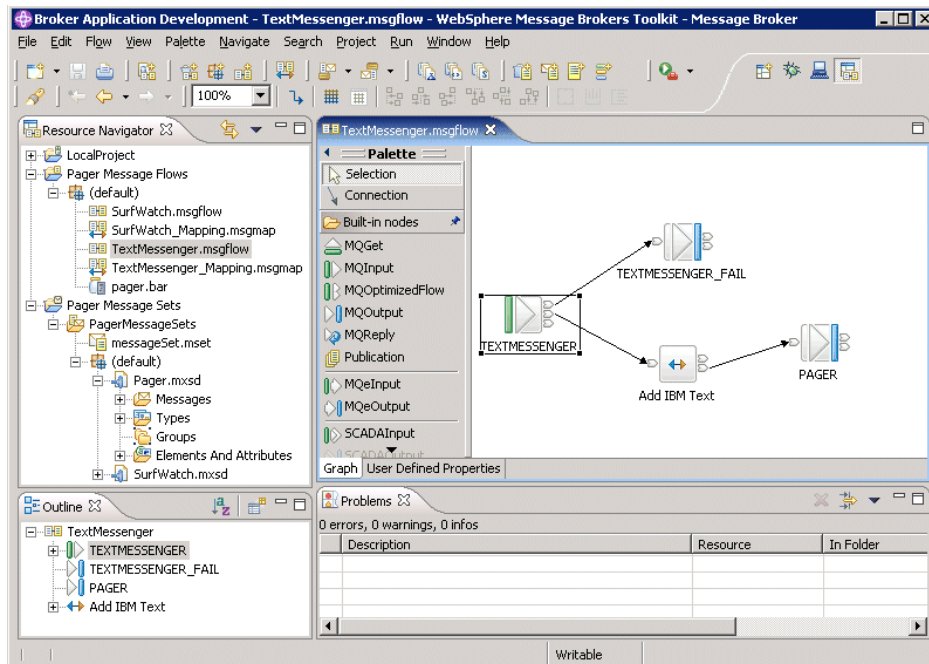 Broker Application Development - TextMessenger.msgflow - WebSphere Message Brokers Toolkit - Message Broker
File Edit Flow View Palette Navigate Search Project Run Window Help
100%
Resource Navigator
LocalProject
Pager Message Flows
(default)
SurfWatch.msgflow
SurfWatch_Mapping.msgmap
TextMessenger.msgflow
TextMessenger_Mapping.msgmap
pager.bar
Pager Message Sets
PagerMessageSets
messageSet.mset
(default)
Pager.mxsd
Messages
Types
Groups
Elements And Attributes
SurfWatch.mxsd
TextMessenger.msgflow
Palette
Selection
Connection
Built-in nodes
MQGet
MQInput
MQOptimizedFlow
MQOutput
MQReply
Publication
MQeInput
MQeOutput
SCADAInput
SCADAOutput
TEXTMESSENGER
TEXTMESSENGER_FAIL
Add IBM Text
PAGER
Graph User Defined Properties
Outline
TextMessenger
TEXTMESSENGER
TEXTMESSENGER_FAIL
PAGER
Add IBM Text
Problems
0 errors, 0 warnings, 0 infos
Description Resource In Folder
Writable